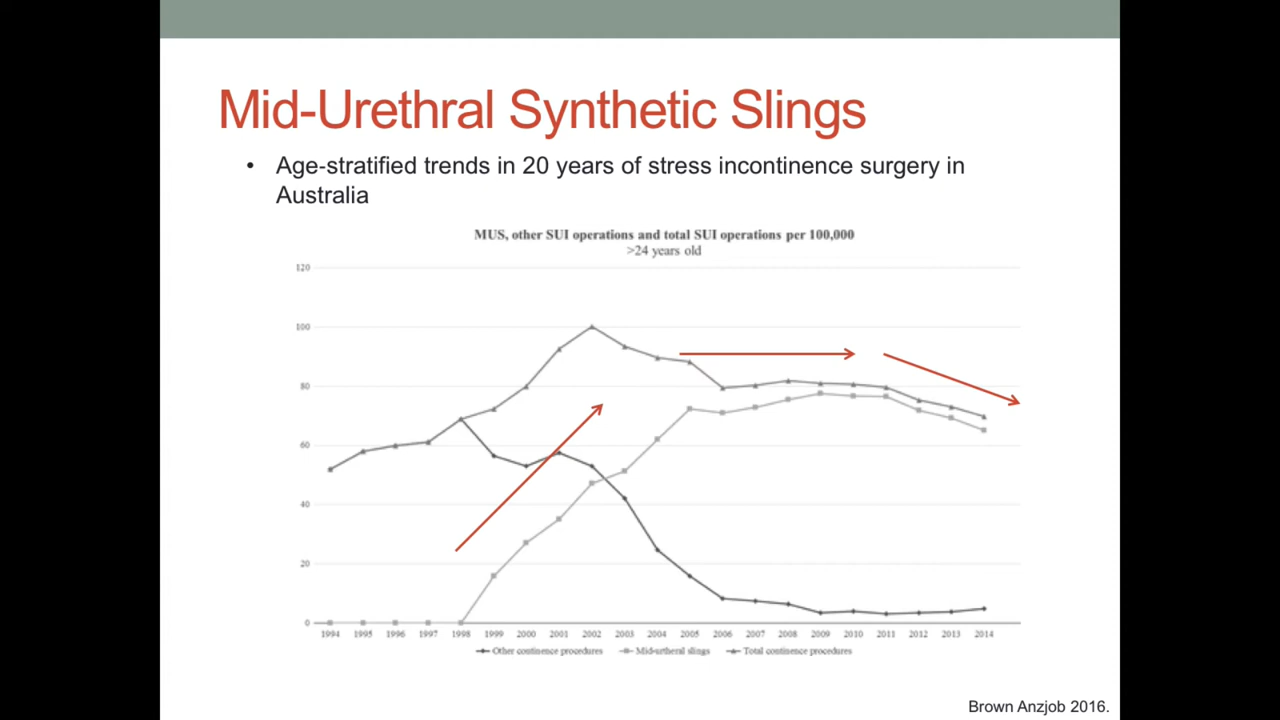 Mid-Urethral Synthetic Slings
• Age-stratified trends in 20 years of stress incontinence surgery in
Australia
MUS, other SUI operations and total SUI operations per 100,000
>24 years old
120
100
80
60
40
20
0
1994 1995 1996 1997 1998 1999 2000 2001 2002 2003 2004 2005 2006 2007 2008 2009 2010 2011 2012 2013 2014
Other continence procedures Mid-urtheral slings Total continence procedures
Brown Anzjob 2016.